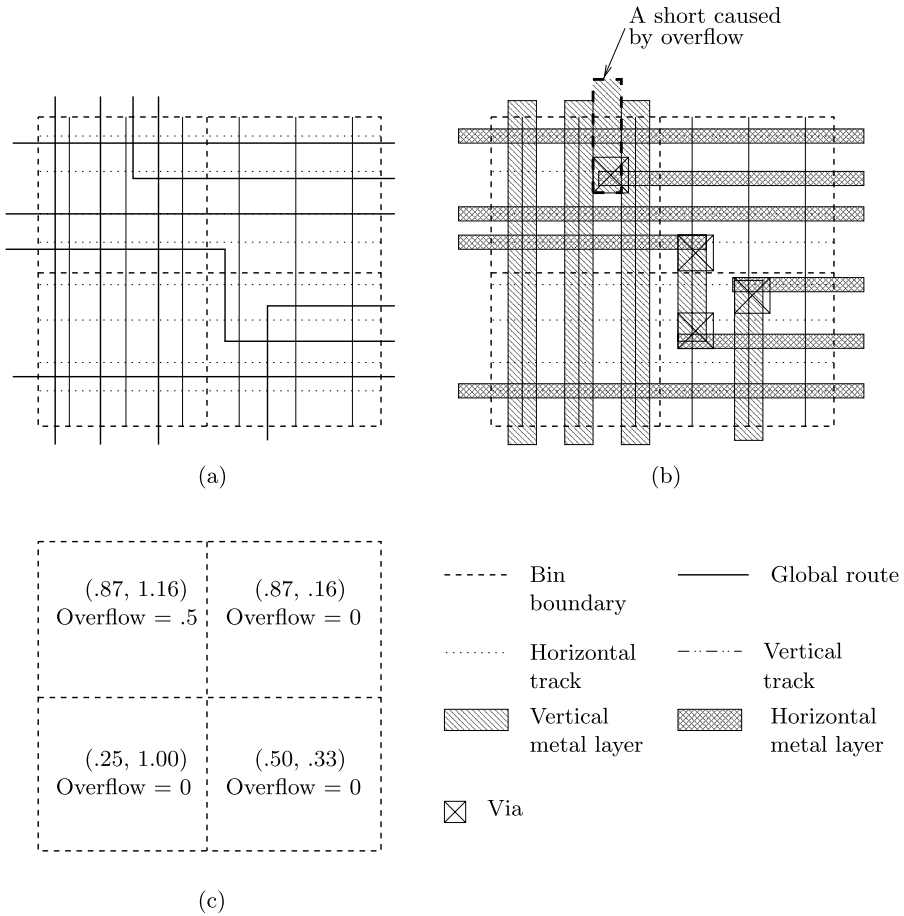 A short caused
by overflow
(a)
(b)
(.87, 1.16)
Overflow = .5
(.87, .16)
Overflow = 0
(.25, 1.00)
Overflow = 0
(.50, .33)
Overflow = 0
(c)
Bin
boundary
Global route
Horizontal
track
Vertical
track
Vertical
metal layer
Horizontal
metal layer
Via